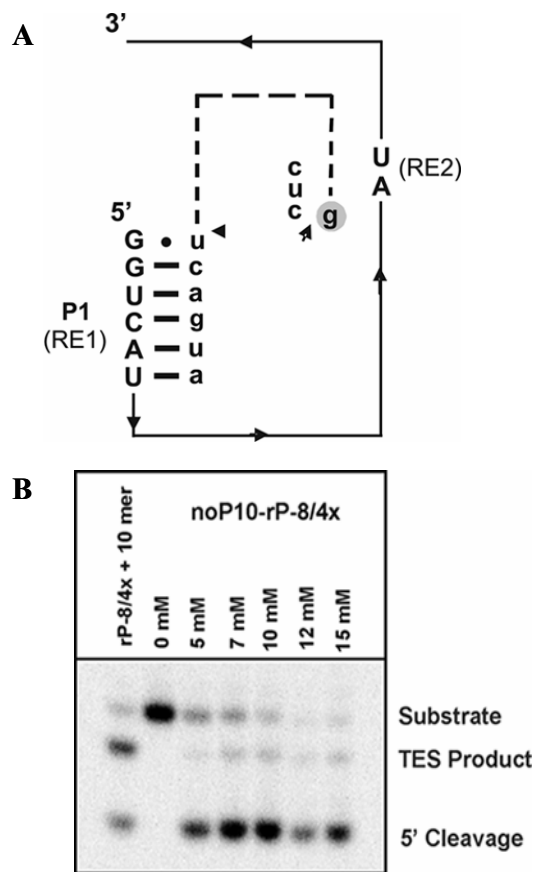 A
3'
U
A
(RE2)
c
u
c
g
5'
G • u
G c
U a
C g
A u
U a
P1
(RE1)
B
noP10-rP-8/4x
rP-8/4x + 10 mer
0 mM
5 mM
7 mM
10 mM
12 mM
15 mM
Substrate
TES Product
5' Cleavage